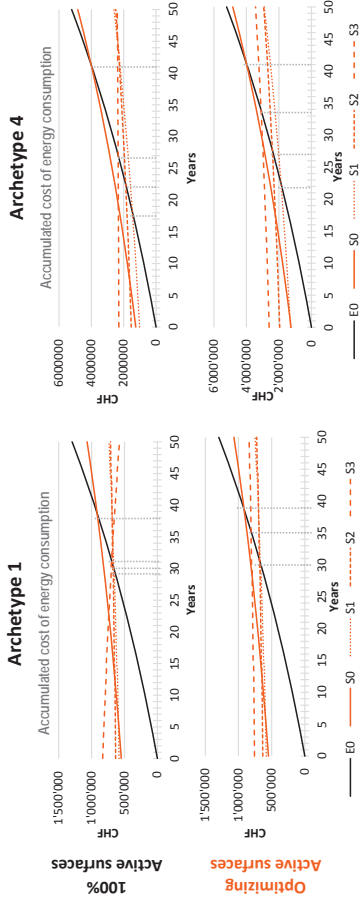 Archetype 1
Archetype 4
100%
Active surfaces
Accumulated cost of energy consumption
1'500'000
1'000'000
500'000
0
CHF
0 5 10 15 20 25 30 35 40 45 50
Years
Accumulated cost of energy consumption
6000000
4000000
2000000
0
CHF
0 5 10 15 20 25 30 35 40 45 50
Years
Optimizing
Active surfaces
1'500'000
1'000'000
500'000
0
CHF
0 5 10 15 20 25 30 35 40 45 50
Years
E0 S0 S1 S2 S3
6'000'000
4'000'000
2'000'000
0
CHF
0 5 10 15 20 25 30 35 40 45 50
Years
E0 S0 S1 S2 S3